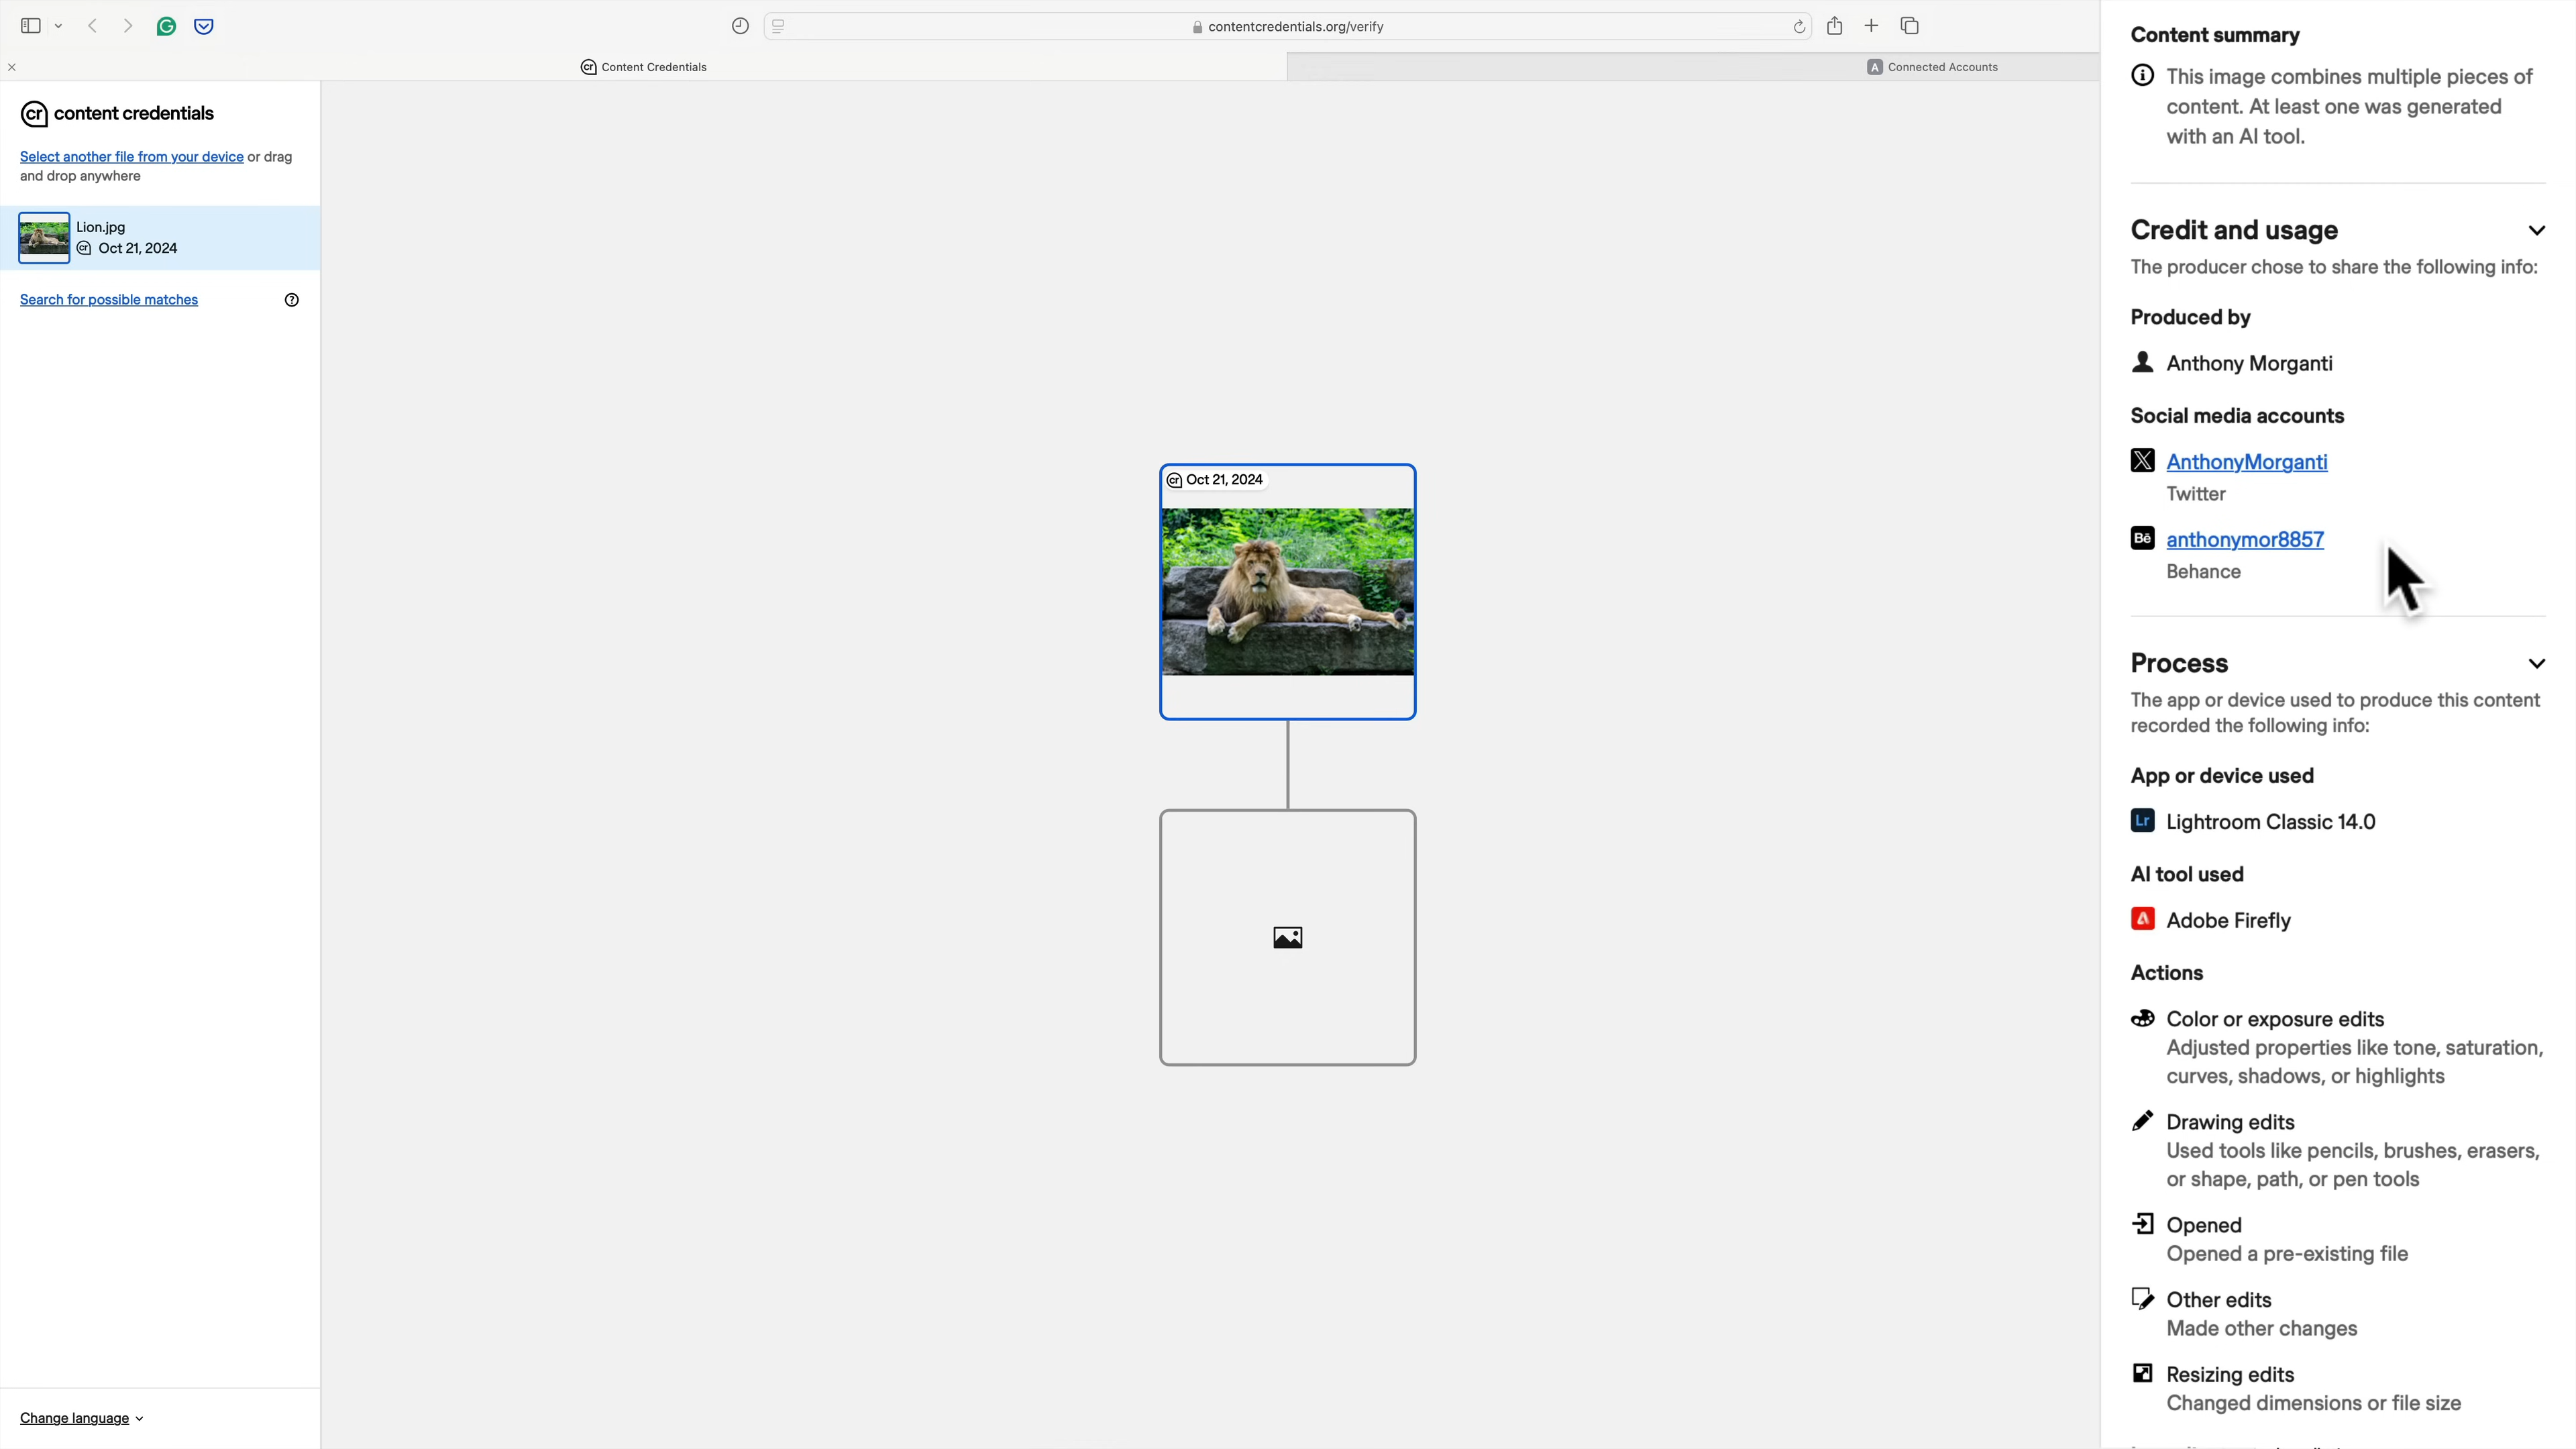 contentcredentials.org/verify
Content Credentials
A Connected Accounts
cr content credentials
Select another file from your device or drag
and drop anywhere
Lion.jpg
cr Oct 21, 2024
Search for possible matches
Change language
cr Oct 21, 2024
Content summary
This image combines multiple pieces of
content. At least one was generated
with an AI tool.
Credit and usage
The producer chose to share the following info:
Produced by
Anthony Morganti
Social media accounts
AnthonyMorganti
Twitter
Bē anthonymor8857
Behance
Process
The app or device used to produce this content
recorded the following info:
App or device used
Lr Lightroom Classic 14.0
AI tool used
Adobe Firefly
Actions
Color or exposure edits
Adjusted properties like tone, saturation,
curves, shadows, or highlights
Drawing edits
Used tools like pencils, brushes, erasers,
or shape, path, or pen tools
Opened
Opened a pre-existing file
Other edits
Made other changes
Resizing edits
Changed dimensions or file size